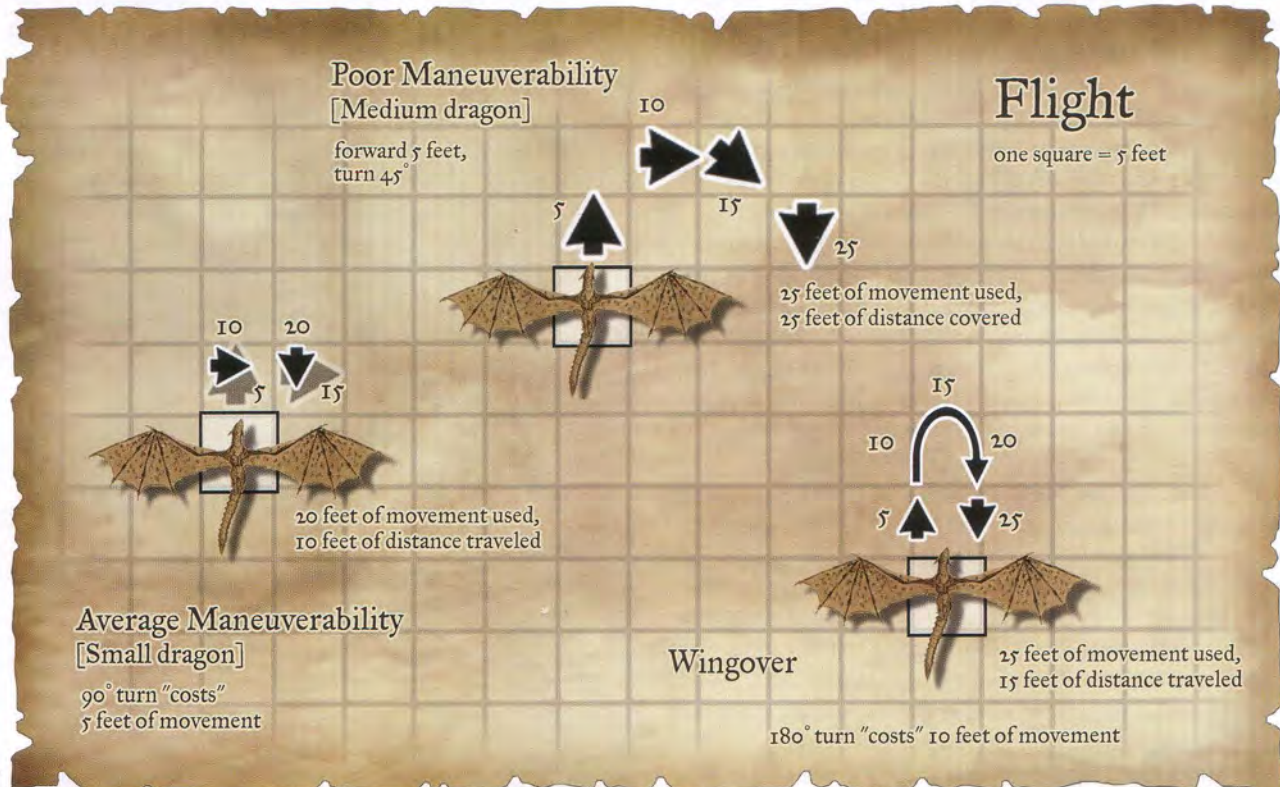 Flight
one square = 5 feet
Poor Maneuverability
[Medium dragon]
forward 5 feet,
turn 45°
10
15
5
25
25 feet of movement used,
25 feet of distance covered
10
20
5
15
20 feet of movement used,
10 feet of distance traveled
Average Maneuverability
[Small dragon]
90° turn "costs"
5 feet of movement
15
10
20
5
25
Wingover
25 feet of movement used,
15 feet of distance traveled
180° turn "costs" 10 feet of movement